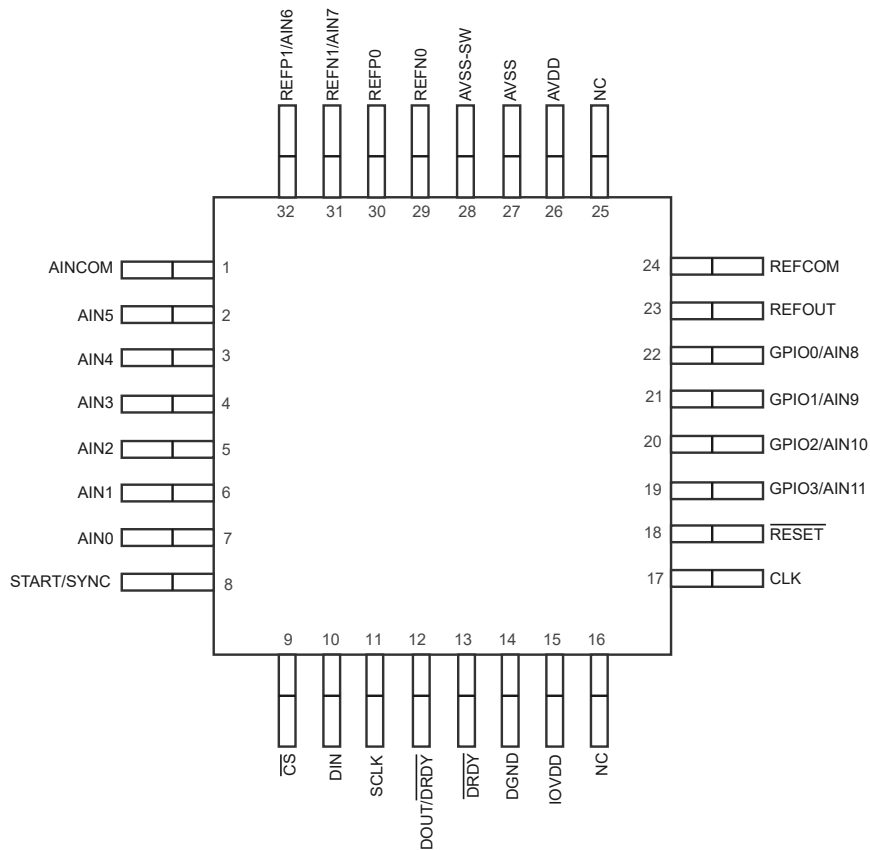 REFP1/AIN6
REFN1/AIN7
REFP0
REFN0
AVSS-SW
AVSS
AVDD
NC
32 31 30 29 28 27 26 25
AINCOM 1
AIN5 2
AIN4 3
AIN3 4
AIN2 5
AIN1 6
AIN0 7
START/SYNC 8
24 REFCOM
23 REFOUT
22 GPIO0/AIN8
21 GPIO1/AIN9
20 GPIO2/AIN10
19 GPIO3/AIN11
18 RESET
17 CLK
9 10 11 12 13 14 15 16
CS
DIN
SCLK
DOUT/DRDY
DRDY
DGND
IOVDD
NC